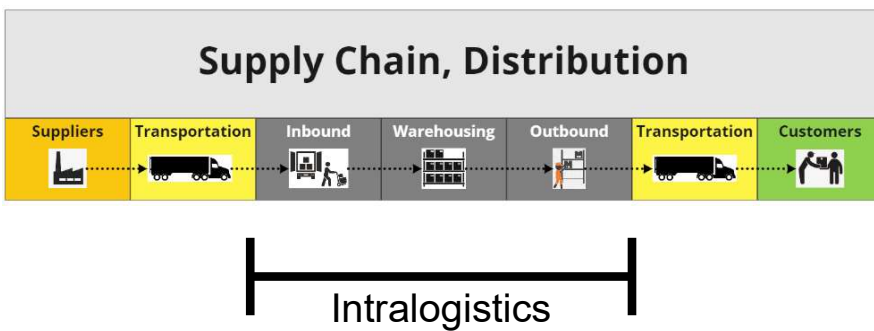 Supply Chain, Distribution
Suppliers Transportation Inbound Warehousing Outbound Transportation Customers
Intralogistics